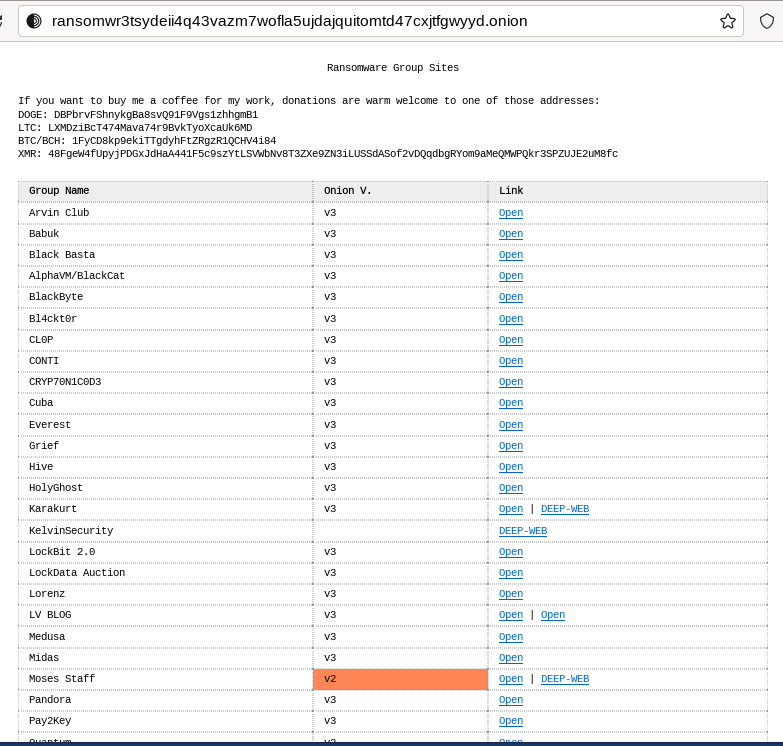 ransomwr3tsydeii4q43vazm7wofla5ujdajquitomtd47cxjtfgwyyd.onion
Ransomware Group Sites
If you want to buy me a coffee for my work, donations are warm welcome to one of those addresses:
DOGE: DBPbrvFShnykgBa8svQ91F9Vgs1zhhgmB1
LTC: LXMDziBcT474Mava74r9BvkTyoXcaUk6MD
BTC/BCH: 1FyCD8kp9ekiTTgdyhFtZRgzR1QCHV4i84
XMR: 48FgeW4fUpyjPDGxJdHaA441F5c9szYtLSVWbNv8T3ZXe9ZN3iLUSSdASof2vDQqdbgRYom9aMeQMWPQkr3SPZUJE2uM8fc
Group Name Onion V. Link
Arvin Club v3 Open
Babuk v3 Open
Black Basta v3 Open
AlphaVM/BlackCat v3 Open
BlackByte v3 Open
Bl4ckt0r v3 Open
CL0P v3 Open
CONTI v3 Open
CRYP70N1C0D3 v3 Open
Cuba v3 Open
Everest v3 Open
Grief v3 Open
Hive v3 Open
HolyGhost v3 Open
Karakurt v3 Open | DEEP-WEB
KelvinSecurity DEEP-WEB
LockBit 2.0 v3 Open
LockData Auction v3 Open
Lorenz v3 Open
LV BLOG v3 Open | Open
Medusa v3 Open
Midas v3 Open
Moses Staff v2 Open | DEEP-WEB
Pandora v3 Open
Pay2Key v3 Open
Quantum v3 Open